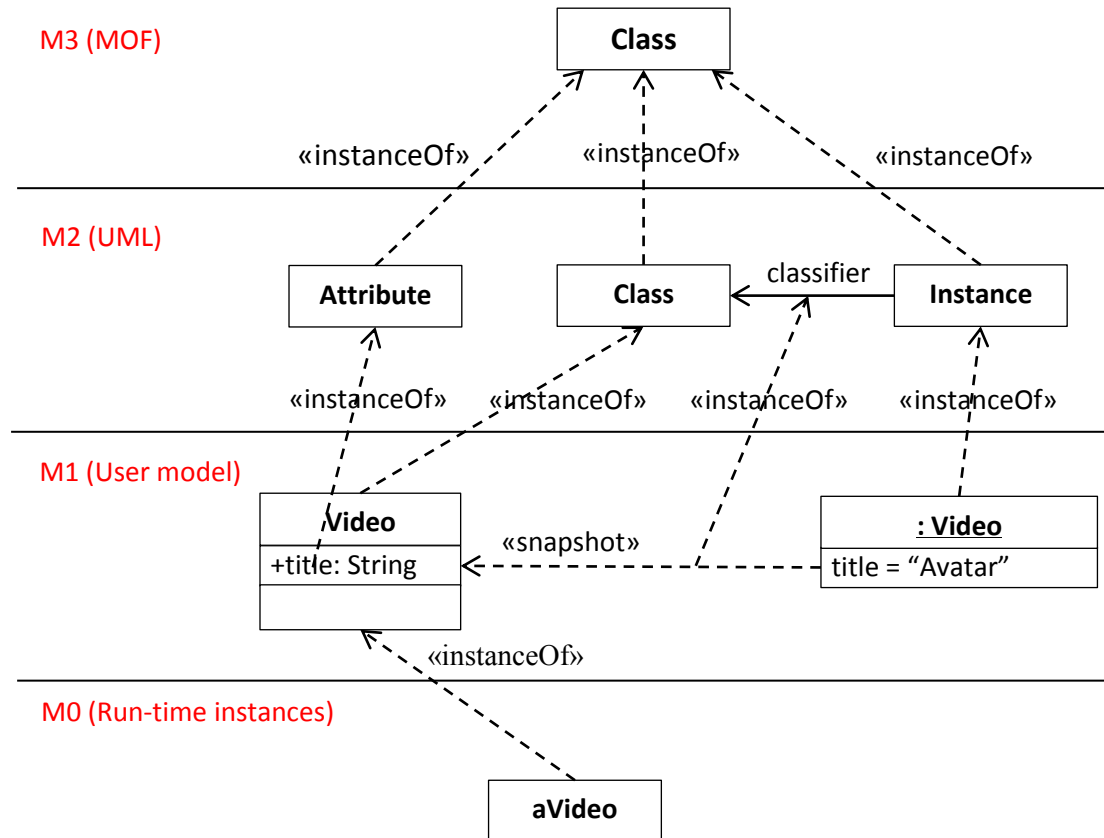 M3 (MOF)
Class
«instanceOf»
«instanceOf»
«instanceOf»
M2 (UML)
Attribute
Class
classifier
Instance
«instanceOf»
«instanceOf»
«instanceOf»
«instanceOf»
M1 (User model)
Video
+title: String
«snapshot»
: Video
title = “Avatar”
«instanceOf»
M0 (Run-time instances)
aVideo